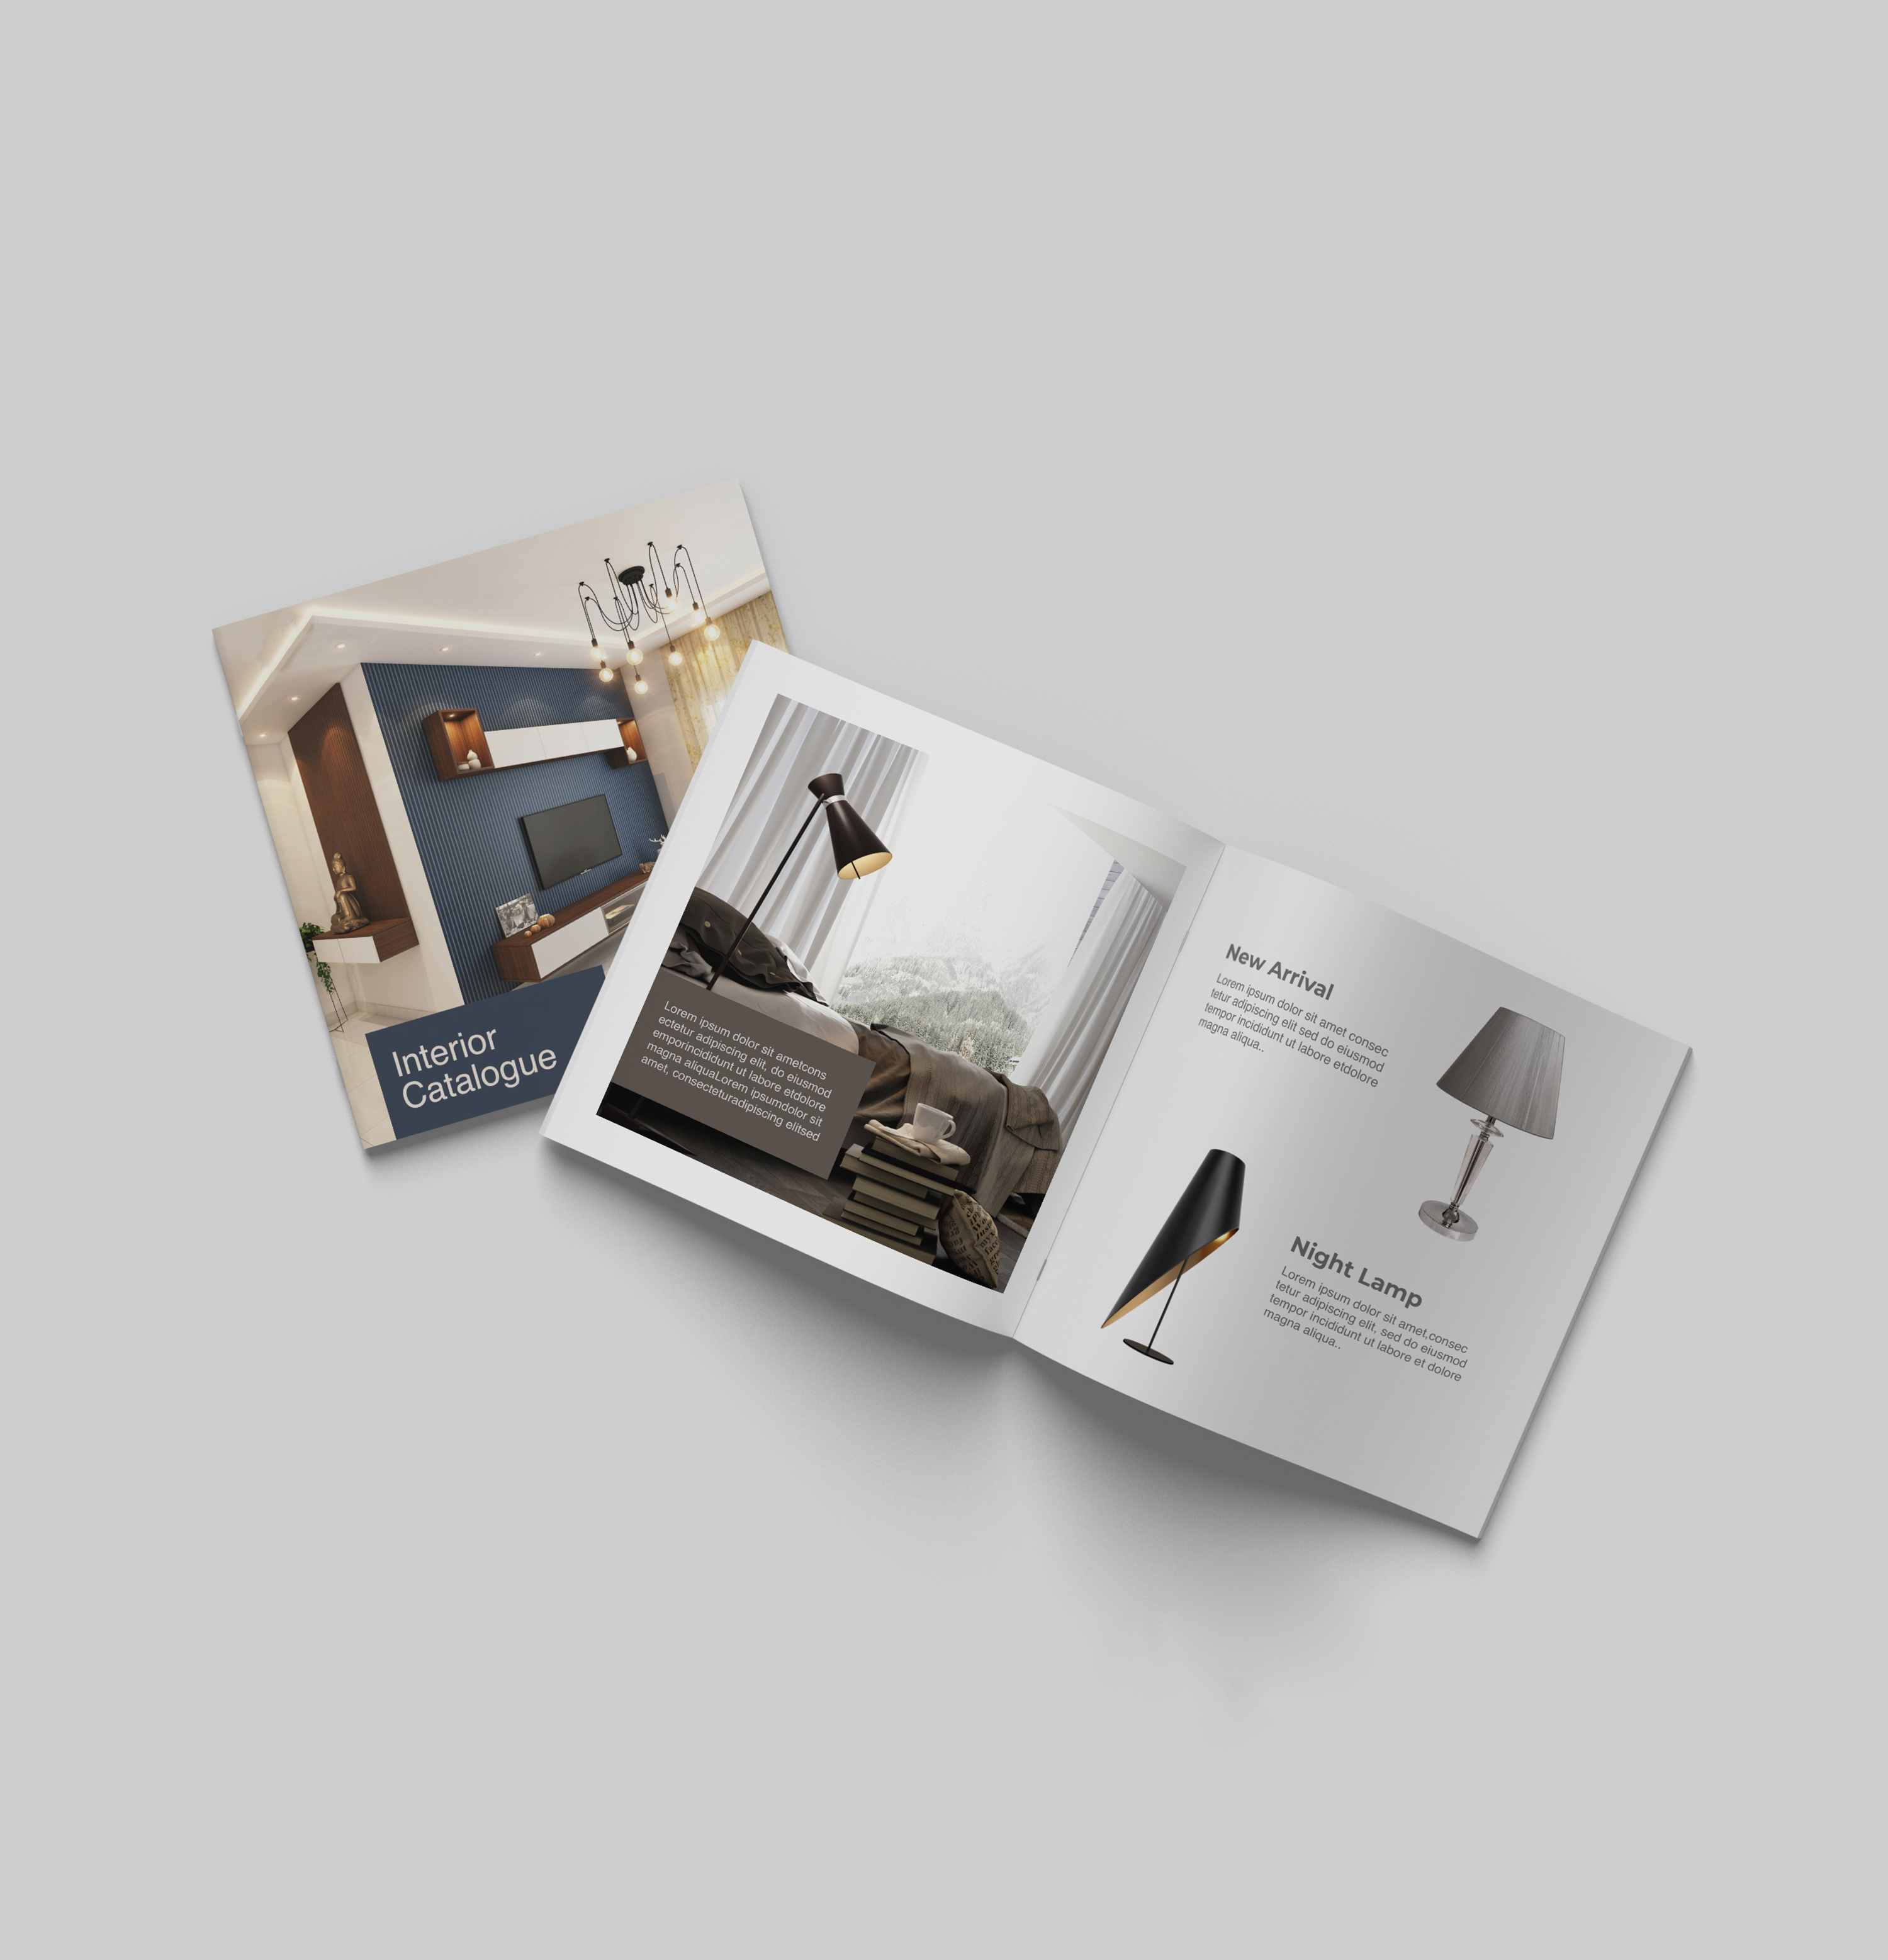 Interior
Catalogue
Lorem ipsum dolor sit ametcons
ectetur adipiscing elit, do eiusmod
emporincididunt ut labore etdolore
magna aliquaLorem ipsumdolor sit
amet, consecteturadipiscing elitsed
New Arrival
Lorem ipsum dolor sit amet consec
tetur adipiscing elit sed do eiusmod
tempor incididunt ut labore etdolore
magna aliqua..
Night Lamp
Lorem ipsum dolor sit amet,consec
tetur adipiscing elit, sed do eiusmod
tempor incididunt ut labore et dolore
magna aliqua..